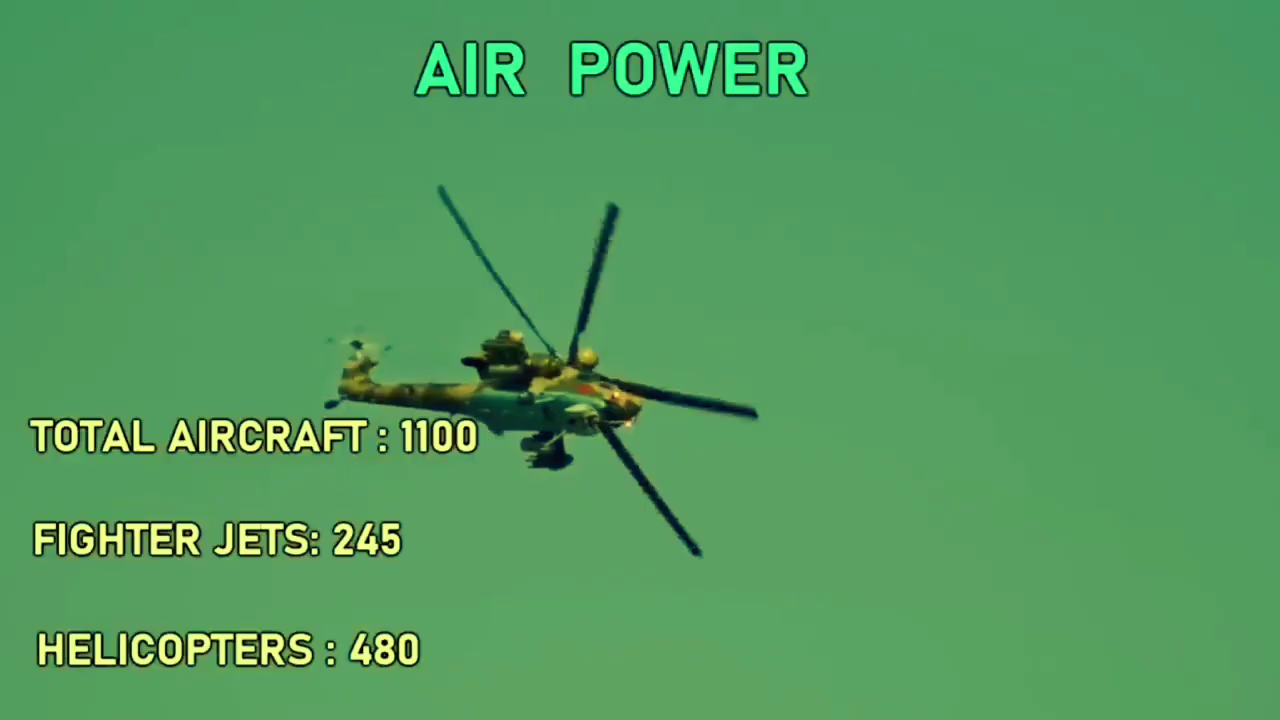 AIR POWER
TOTAL AIRCRAFT : 1100
FIGHTER JETS: 245
HELICOPTERS : 480